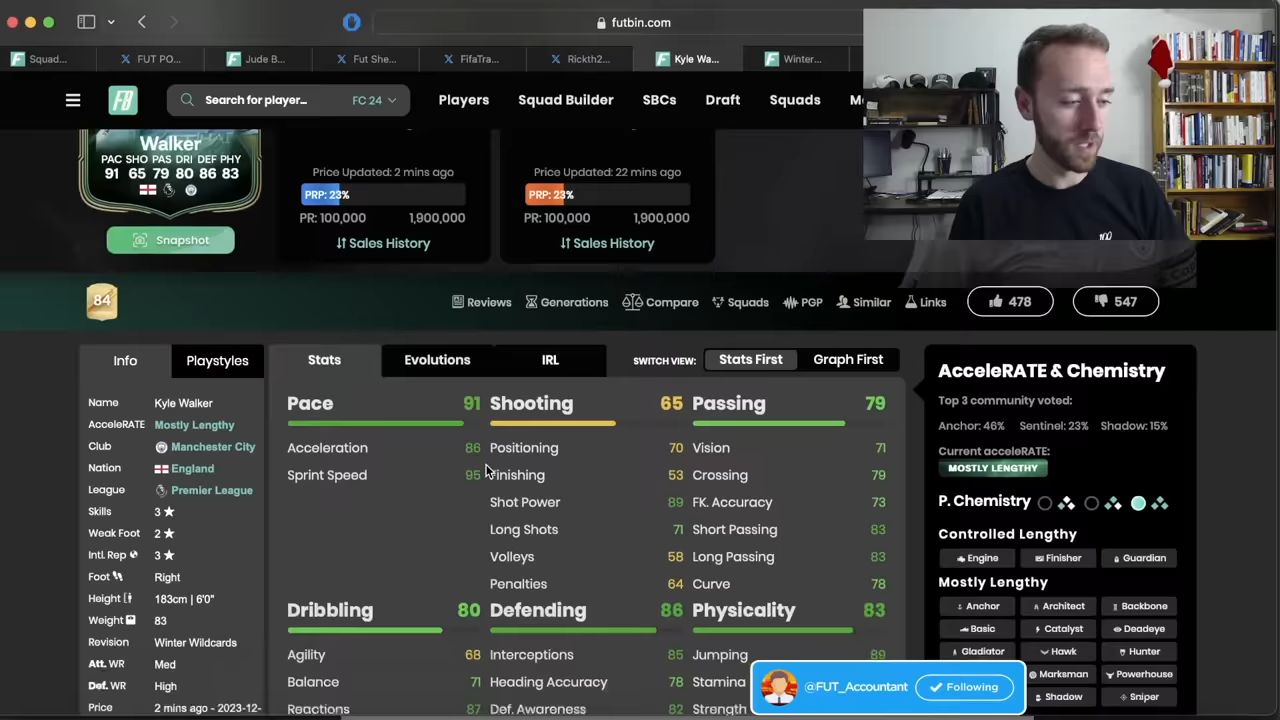 futbin.com
Squad...
FUT PO...
Jude B...
Fut She...
FifaTra...
Rickth2...
Kyle Wa...
Winter...
FB
Search for player...
FC 24
Players
Squad Builder
SBCs
Draft
Squads
Walker
PAC SHO PAS DRI DEF PHY
91 65 79 80 86 83
Snapshot
Price Updated: 2 mins ago
PRP: 23%
PR: 100,000
1,900,000
Sales History
Price Updated: 22 mins ago
PRP: 23%
PR: 100,000
1,900,000
Sales History
84
Reviews
Generations
Compare
Squads
PGP
Similar
Links
478
547
Info
Playstyles
Name Kyle Walker
AcceleRATE Mostly Lengthy
Club Manchester City
Nation England
League Premier League
Skills 3
Weak Foot 2
Intl. Rep 3
Foot Right
Height 183cm | 6'0"
Weight 83
Revision Winter Wildcards
Att. WR Med
Def. WR High
Price 2 mins ago - 2023-12-
Stats
Evolutions
IRL
SWITCH VIEW:
Stats First
Graph First
Pace 91
Acceleration 86
Sprint Speed 95
Shooting 65
Positioning 70
Finishing 53
Shot Power 89
Long Shots 71
Volleys 58
Penalties 64
Passing 79
Vision 71
Crossing 79
FK. Accuracy 73
Short Passing 83
Long Passing 83
Curve 78
Dribbling 80
Agility 68
Balance 71
Reactions 87
Defending 86
Interceptions 85
Heading Accuracy 78
Def. Awareness 82
Physicality 83
Jumping 89
Stamina
Strength
AcceleRATE & Chemistry
Top 3 community voted:
Anchor: 46% Sentinel: 23% Shadow: 15%
Current acceleRATE:
MOSTLY LENGTHY
P. Chemistry
Controlled Lengthy
Engine
Finisher
Guardian
Mostly Lengthy
Anchor
Architect
Backbone
Basic
Catalyst
Deadeye
Gladiator
Hawk
Hunter
Marksman
Powerhouse
Shadow
Sniper
@FUT_Accountant
Following